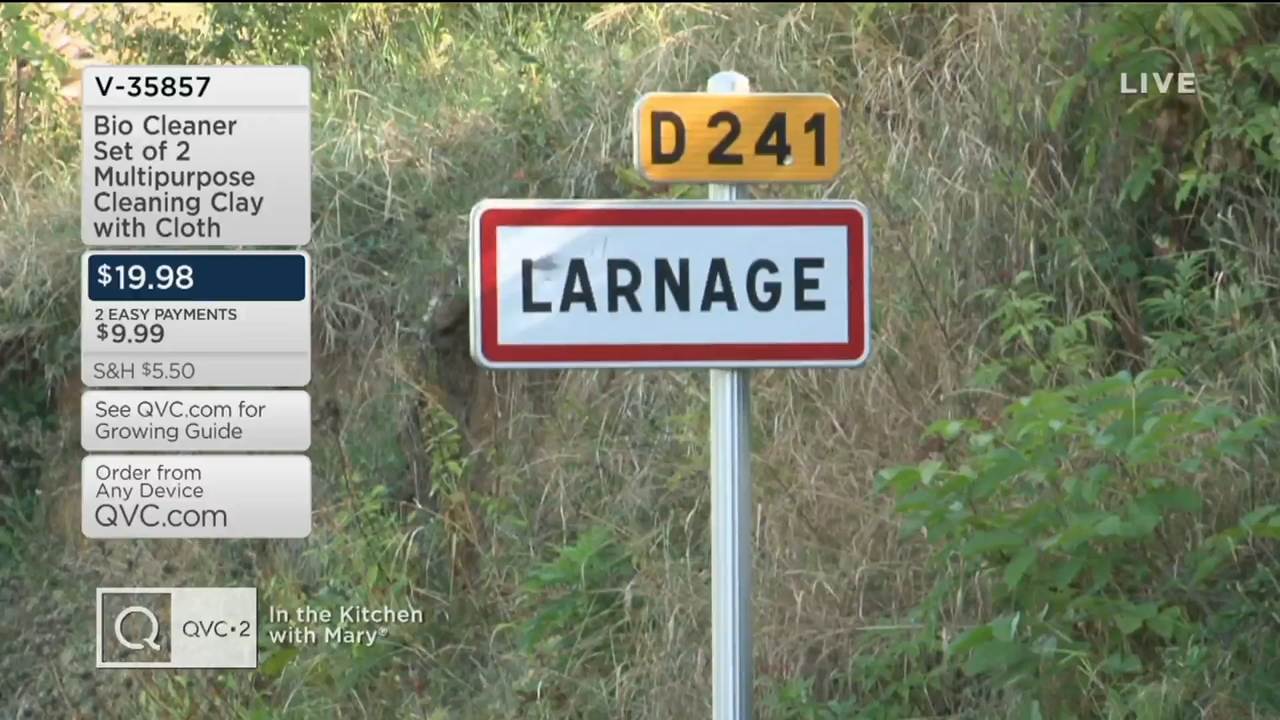 V-35857
Bio Cleaner
Set of 2
Multipurpose
Cleaning Clay
with Cloth
$19.98
2 EASY PAYMENTS
$9.99
S&H $5.50
See QVC.com for
Growing Guide
Order from
Any Device
QVC.com
Q QVC•2
In the Kitchen
with Mary®
LIVE
D 241
LARNAGE